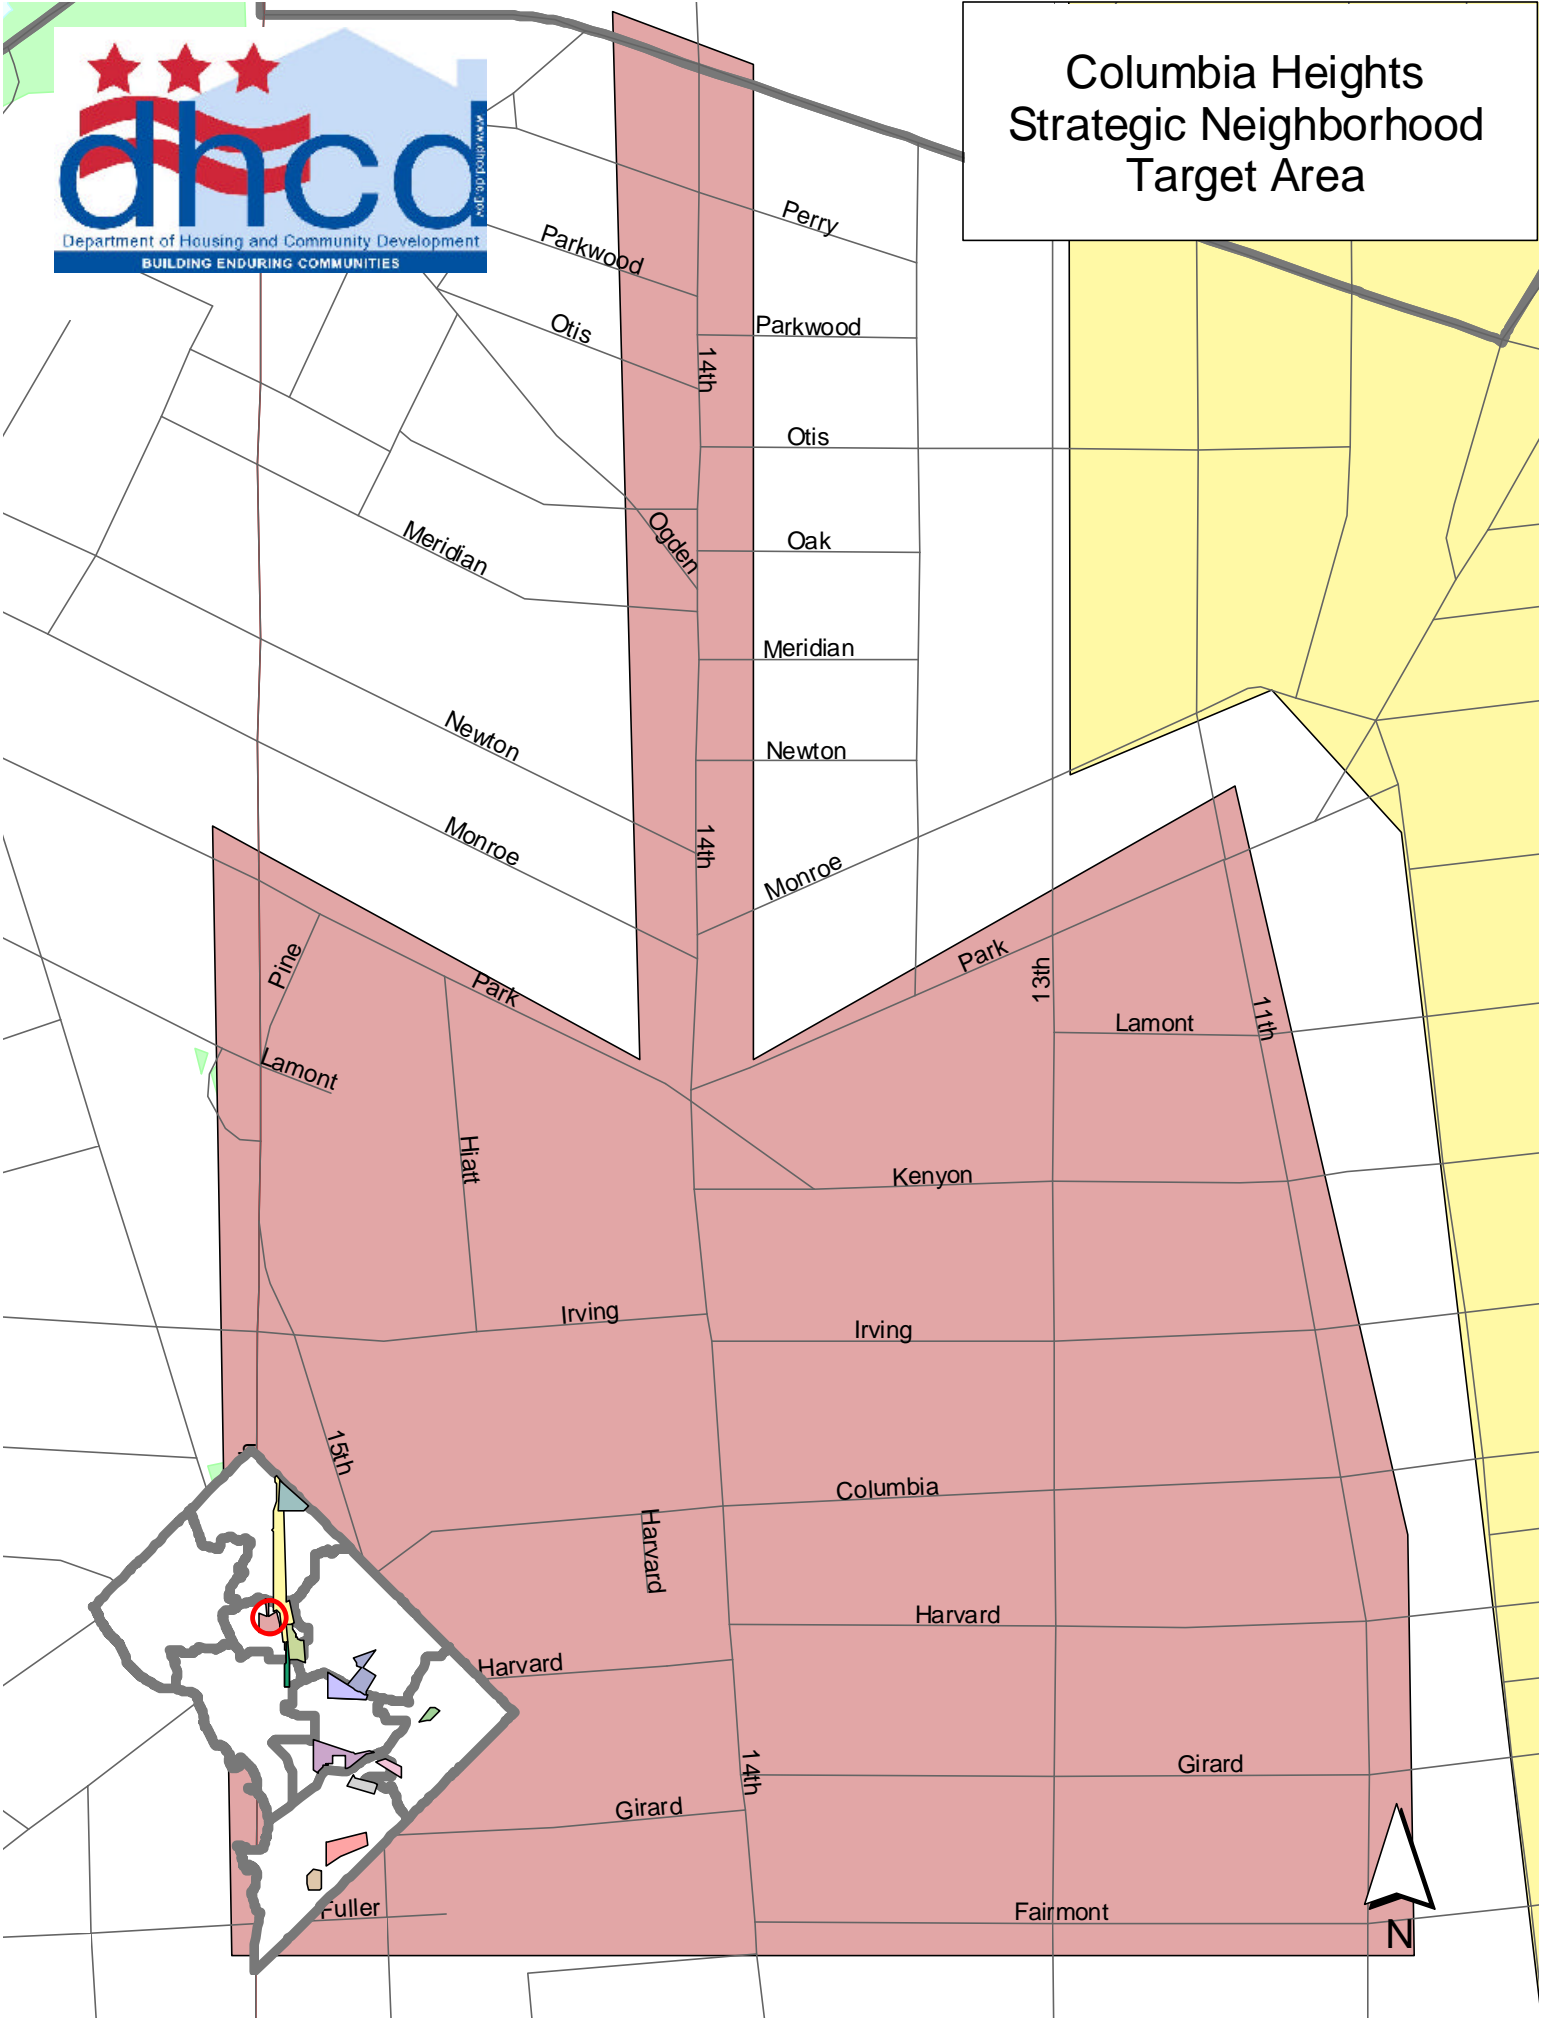 Columbia Heights
Strategic Neighborhood
Target Area
dhcd
www.dhcd.dc.gov
Department of Housing and Community Development
BUILDING ENDURING COMMUNITIES
Perry
Parkwood
Otis
Parkwood
14th
Otis
Ogden
Oak
Meridian
Meridian
Newton
Newton
14th
Monroe
Monroe
Pine
Park
Park
13th
11th
Lamont
Lamont
Hiatt
Kenyon
Irving
Irving
15th
Columbia
Harvard
Harvard
Harvard
14th
Girard
Girard
Fuller
Fairmont
N